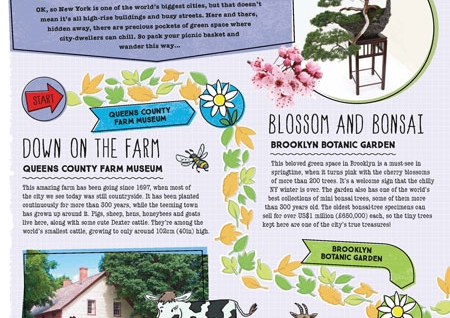 OK, so New York is one of the world's biggest cities, but that doesn't
mean it's all high-rise buildings and busy streets. Here and there,
hidden away, there are precious pockets of green space where
city-dwellers can chill. So pack your picnic basket and
wander this way...
START
QUEENS COUNTY
FARM MUSEUM
DOWN ON THE FARM
QUEENS COUNTY FARM MUSEUM
This amazing farm has been going since 1697, when most of
the city we see today was still countryside. It has been planted
continuously for more than 300 years, while the teeming town
has grown up around it. Pigs, sheep, hens, honeybees and goats
live here, along with some cute Dexter cattle. They're among the
world's smallest cattle, growing to only around 102cm (40in) high.
BLOSSOM AND BONSAI
BROOKLYN BOTANIC GARDEN
This beloved green space in Brooklyn is a must-see in
springtime, when it turns pink with the cherry blossoms
of more than 200 trees. It's a welcome sign that the chilly
NY winter is over. The garden also has one of the world's
best collections of mini bonsai trees, some of them more
than 300 years old. The oldest bonsai-tree specimens can
sell for over US$1 million (£650,000) each, so the tiny trees
kept here are one of the city's true treasures!
BROOKLYN
BOTANIC GARDEN